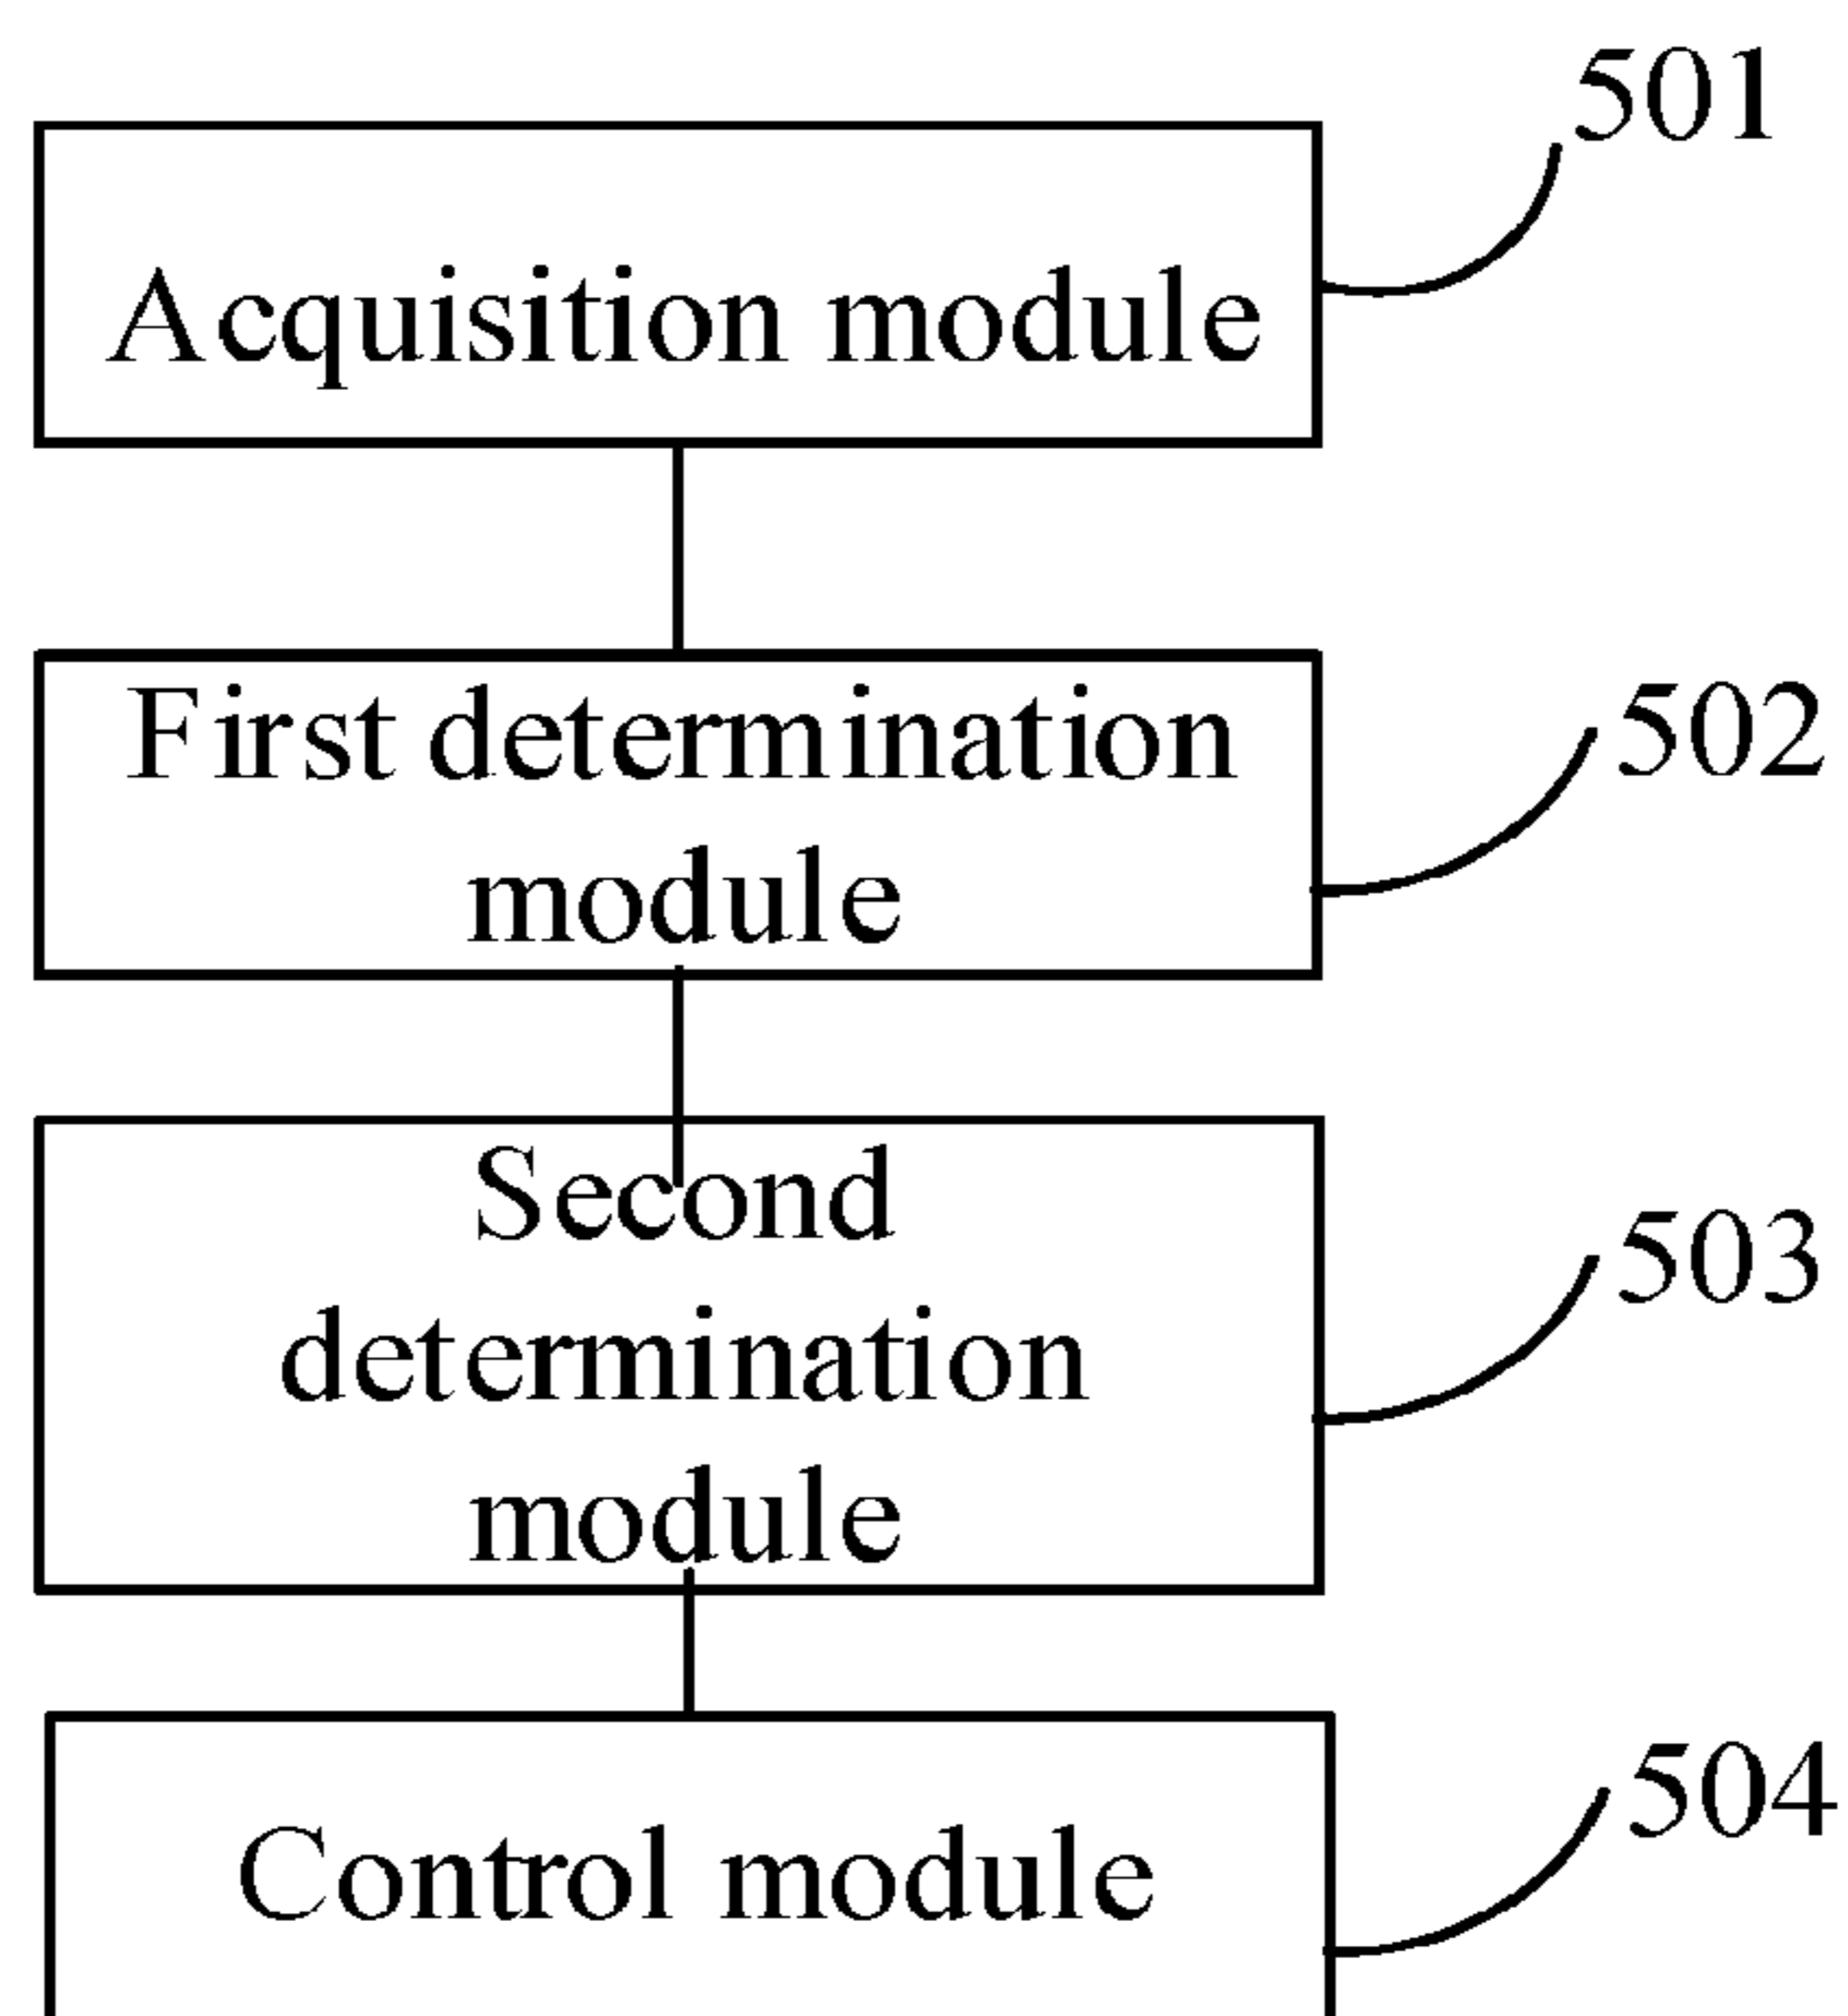 501
Acquisition module
First determination
module
502
Second
determination
module
503
504
Control module